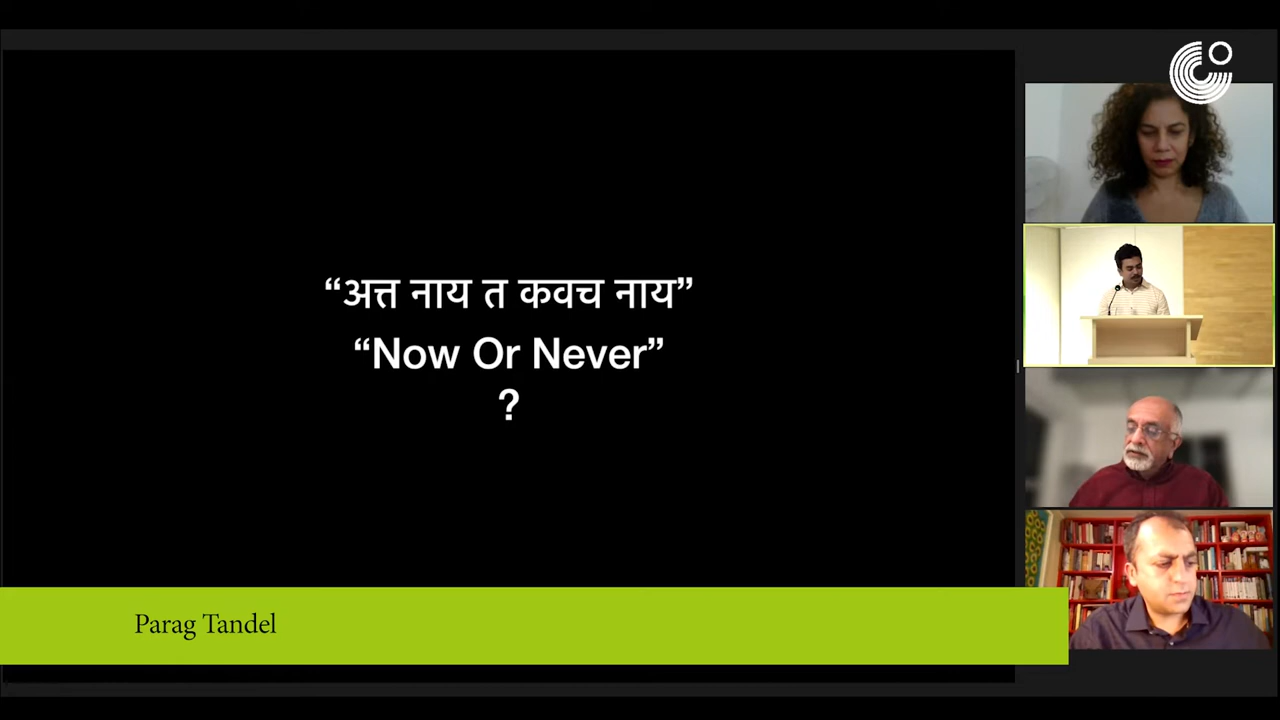 “अत्त नाय त कवच नाय”
“Now Or Never”
?
Parag Tandel